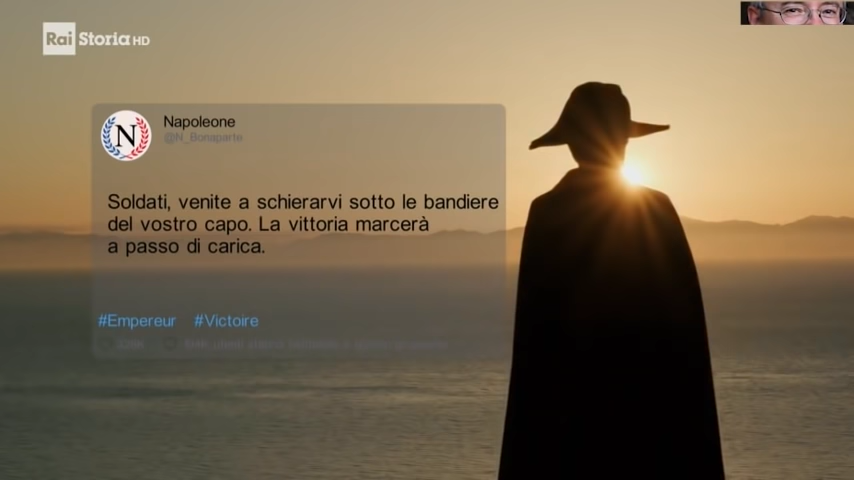 Rai Storia HD
N
Napoleone
@N_Bonaparte
Soldati, venite a schierarvi sotto le bandiere
del vostro capo. La vittoria marcerà
a passo di carica.
#Empereur #Victoire